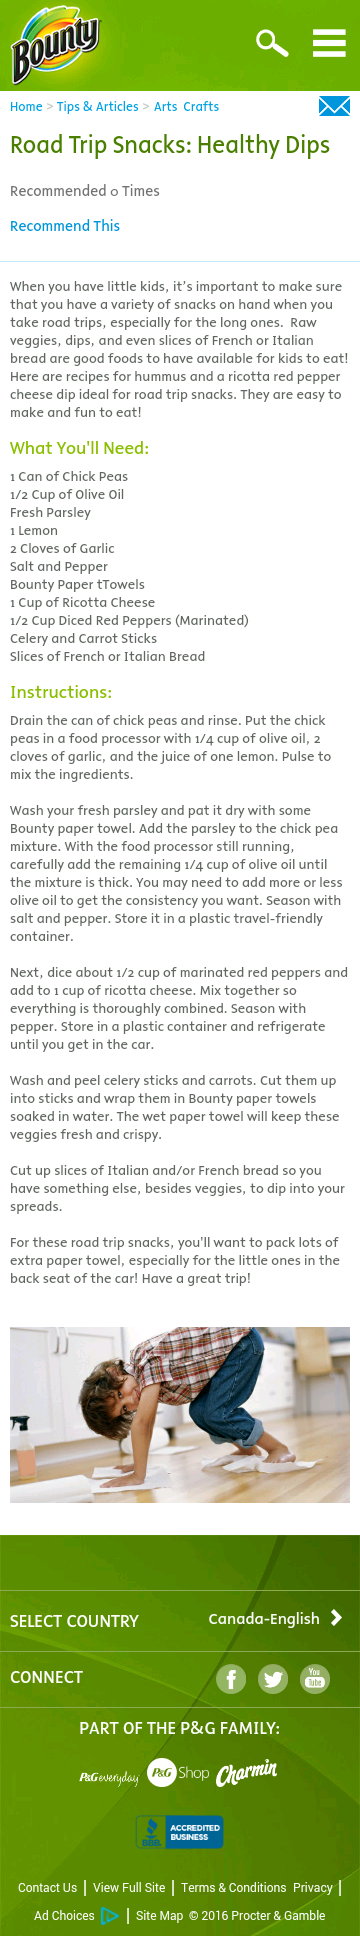 Bounty
Home > Tips & Articles > Arts Crafts
Road Trip Snacks: Healthy Dips
Recommended 0 Times
Recommend This
When you have little kids, it's important to make sure
that you have a variety of snacks on hand when you
take road trips, especially for the long ones. Raw
veggies, dips, and even slices of French or Italian
bread are good foods to have available for kids to eat!
Here are recipes for hummus and a ricotta red pepper
cheese dip ideal for road trip snacks. They are easy to
make and fun to eat!
What You'll Need:
1 Can of Chick Peas
1/2 Cup of Olive Oil
Fresh Parsley
1 Lemon
2 Cloves of Garlic
Salt and Pepper
Bounty Paper tTowels
1 Cup of Ricotta Cheese
1/2 Cup Diced Red Peppers (Marinated)
Celery and Carrot Sticks
Slices of French or Italian Bread
Instructions:
Drain the can of chick peas and rinse. Put the chick
peas in a food processor with 1/4 cup of olive oil, 2
cloves of garlic, and the juice of one lemon. Pulse to
mix the ingredients.
Wash your fresh parsley and pat it dry with some
Bounty paper towel. Add the parsley to the chick pea
mixture. With the food processor still running,
carefully add the remaining 1/4 cup of olive oil until
the mixture is thick. You may need to add more or less
olive oil to get the consistency you want. Season with
salt and pepper. Store it in a plastic travel-friendly
container.
Next, dice about 1/2 cup of marinated red peppers and
add to 1 cup of ricotta cheese. Mix together so
everything is thoroughly combined. Season with
pepper. Store in a plastic container and refrigerate
until you get in the car.
Wash and peel celery sticks and carrots. Cut them up
into sticks and wrap them in Bounty paper towels
soaked in water. The wet paper towel will keep these
veggies fresh and crispy.
Cut up slices of Italian and/or French bread so you
have something else, besides veggies, to dip into your
spreads.
For these road trip snacks, you'll want to pack lots of
extra paper towel, especially for the little ones in the
back seat of the car! Have a great trip!
SELECT COUNTRY Canada-English
CONNECT f You Tube
PART OF THE P&G FAMILY:
P&G everyday P&G Shop Charmin
BBB. ACCREDITED BUSINESS
Contact Us | View Full Site | Terms & Conditions Privacy |
Ad Choices | Site Map © 2016 Procter & Gamble